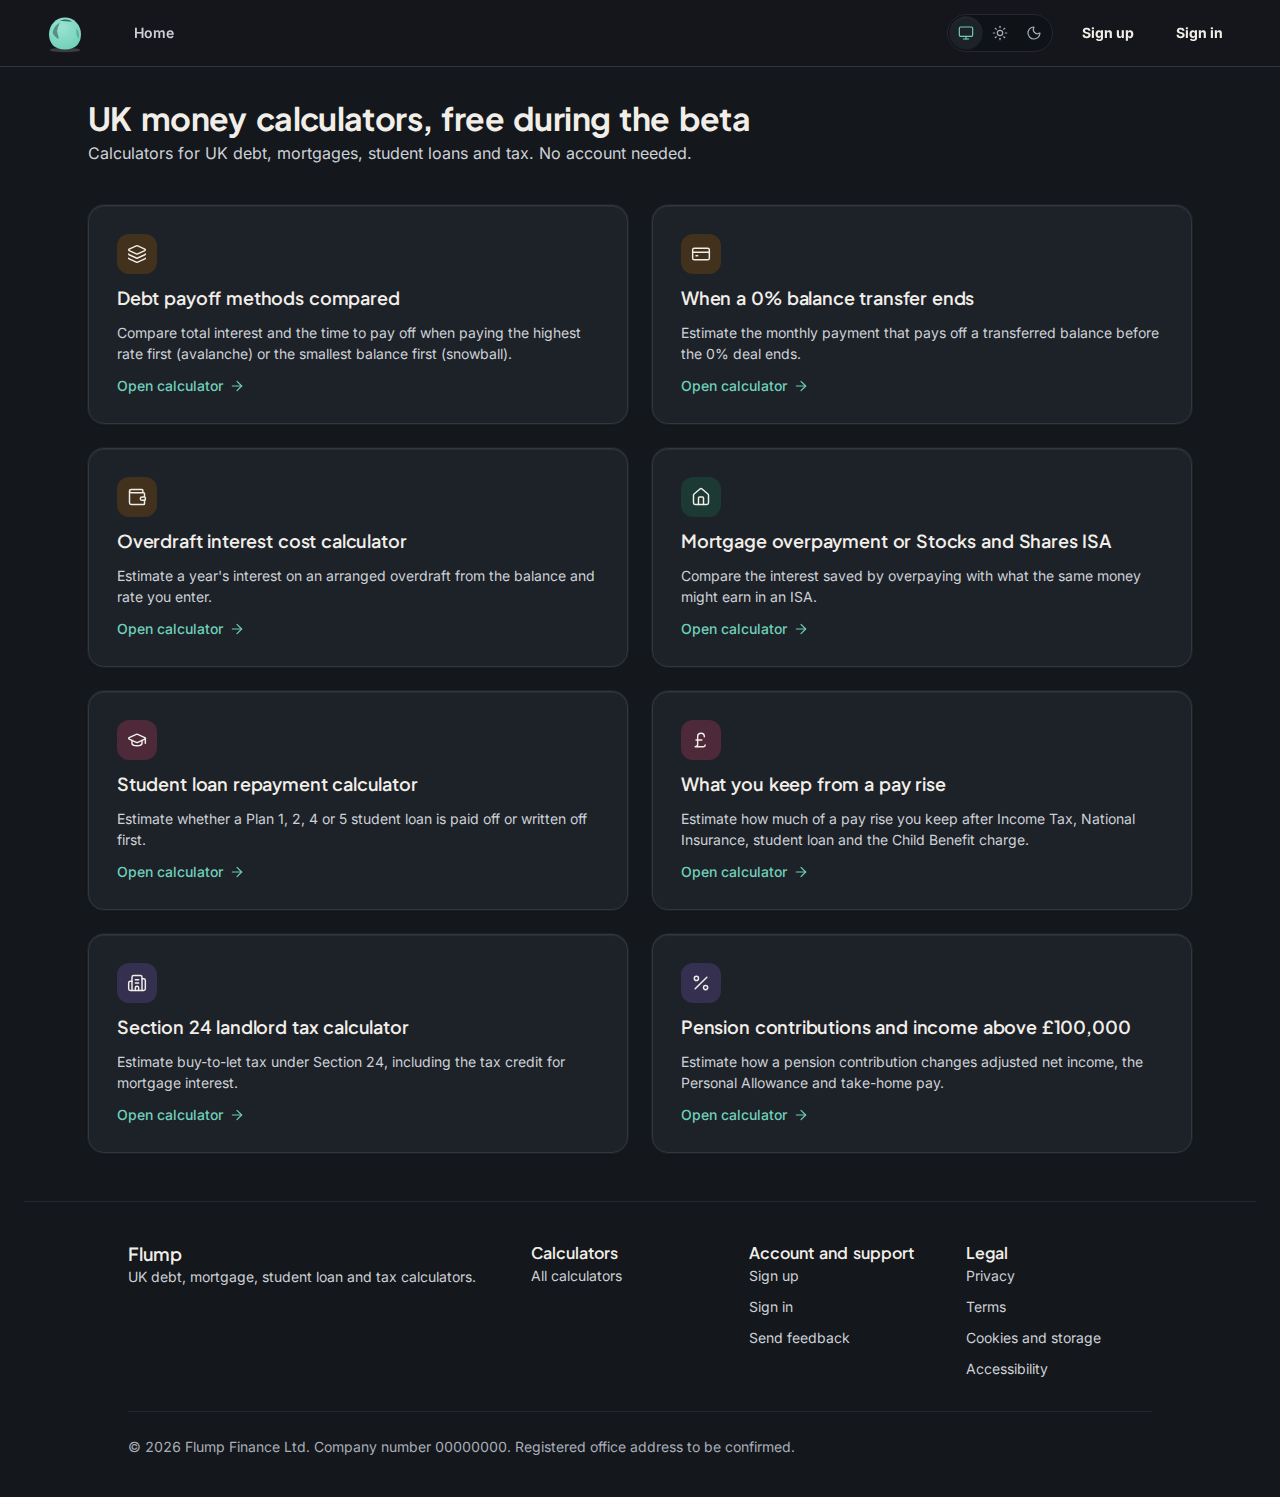 Home
Sign up
Sign in
UK money calculators, free during the beta
Calculators for UK debt, mortgages, student loans and tax. No account needed.
Debt payoff methods compared
Compare total interest and the time to pay off when paying the highest
rate first (avalanche) or the smallest balance first (snowball).
Open calculator
When a 0% balance transfer ends
Estimate the monthly payment that pays off a transferred balance before
the 0% deal ends.
Open calculator
Overdraft interest cost calculator
Estimate a year's interest on an arranged overdraft from the balance and
rate you enter.
Open calculator
Mortgage overpayment or Stocks and Shares ISA
Compare the interest saved by overpaying with what the same money
might earn in an ISA.
Open calculator
Student loan repayment calculator
Estimate whether a Plan 1, 2, 4 or 5 student loan is paid off or written off
first.
Open calculator
What you keep from a pay rise
Estimate how much of a pay rise you keep after Income Tax, National
Insurance, student loan and the Child Benefit charge.
Open calculator
Section 24 landlord tax calculator
Estimate buy-to-let tax under Section 24, including the tax credit for
mortgage interest.
Open calculator
Pension contributions and income above £100,000
Estimate how a pension contribution changes adjusted net income, the
Personal Allowance and take-home pay.
Open calculator
Flump
UK debt, mortgage, student loan and tax calculators.
Calculators
All calculators
Account and support
Sign up
Sign in
Send feedback
Legal
Privacy
Terms
Cookies and storage
Accessibility
© 2026 Flump Finance Ltd. Company number 00000000. Registered office address to be confirmed.